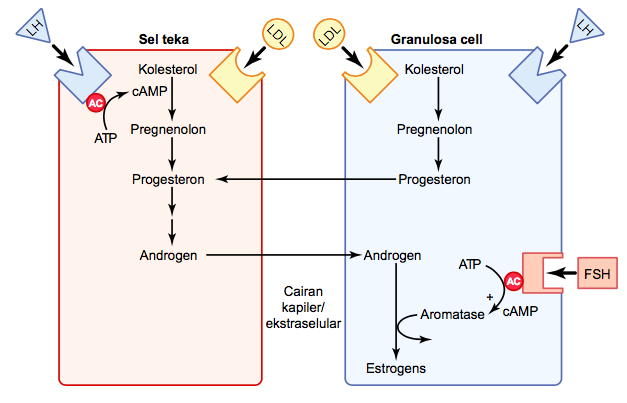 LH
LDL
LDL
LH
Sel teka
Granulosa cell
Kolesterol
cAMP
AC
ATP
Pregnenolon
Progesteron
Androgen
Kolesterol
Pregnenolon
Progesteron
Androgen
ATP
AC
FSH
+
cAMP
Aromatase
Estrogens
Cairan
kapiler/
ekstraselular